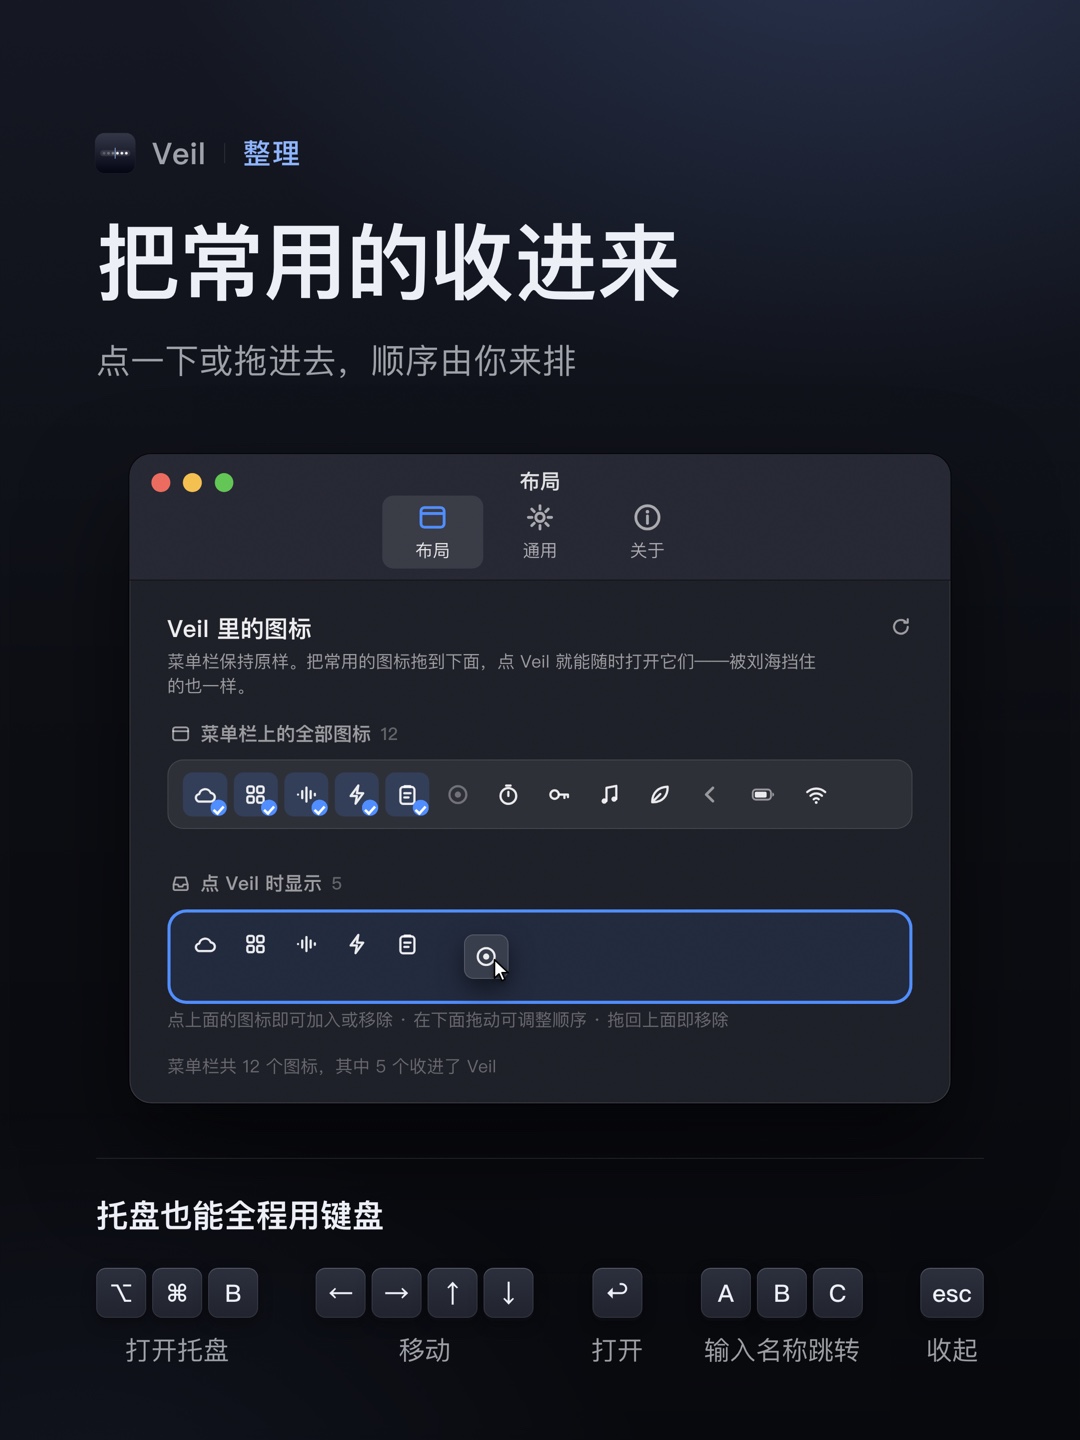 Veil
整理
把常用的收进来
点一下或拖进去，顺序由你来排
布局
布局 通用 关于
Veil 里的图标
菜单栏保持原样。把常用的图标拖到下面，点 Veil 就能随时打开它们——被刘海挡住
的也一样。
菜单栏上的全部图标 12
点 Veil 时显示 5
点上面的图标即可加入或移除 · 在下面拖动可调整顺序 · 拖回上面即移除
菜单栏共 12 个图标，其中 5 个收进了 Veil
托盘也能全程用键盘
⌥ ⌘ B ← → ↑ ↓ ↩ A B C esc
打开托盘 移动 打开 输入名称跳转 收起